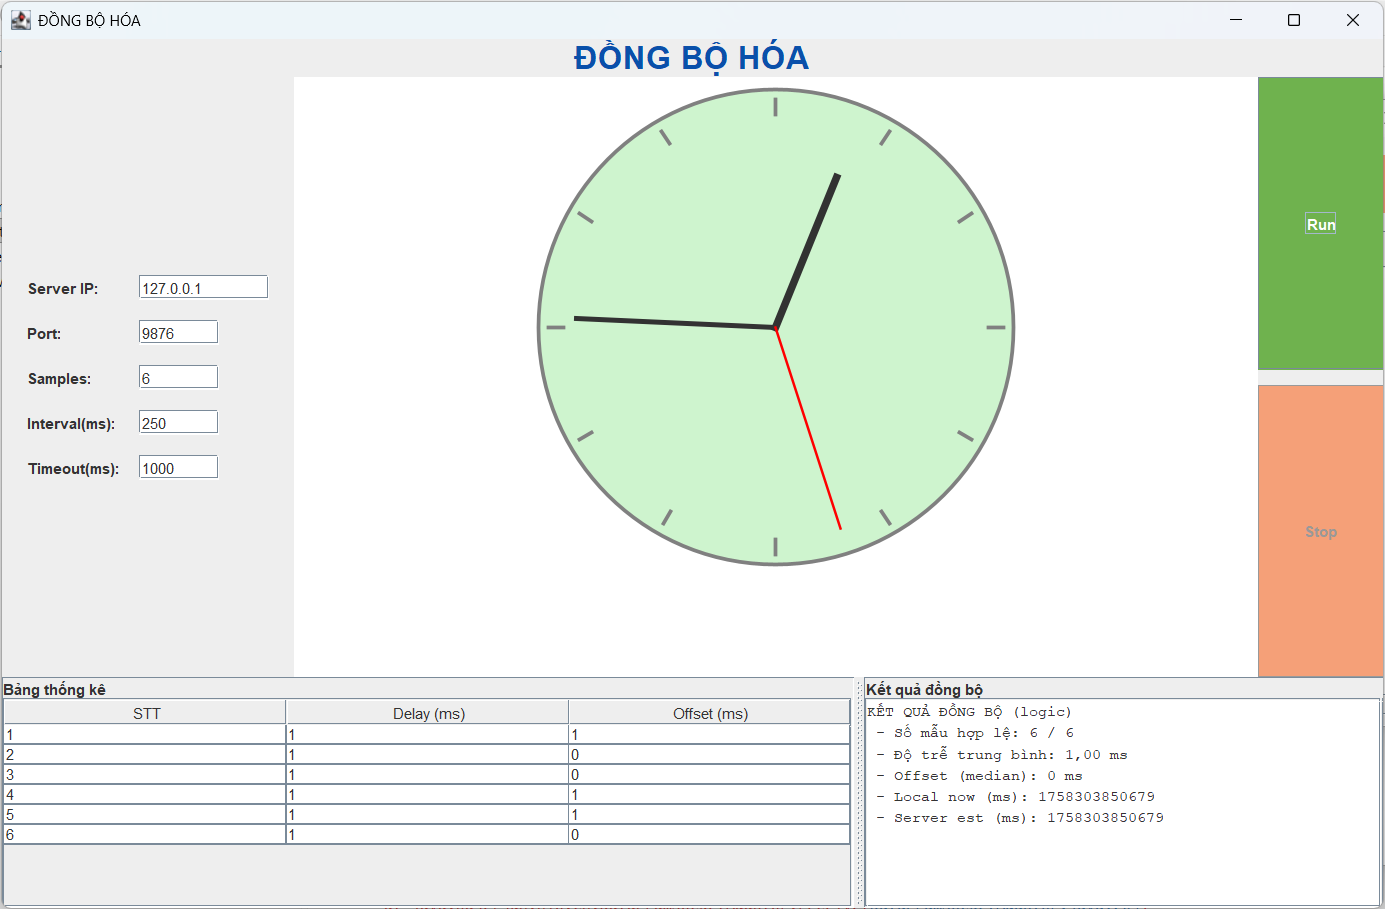 ĐỒNG BỘ HÓA
ĐỒNG BỘ HÓA
Server IP: 127.0.0.1
Port: 9876
Samples: 6
Interval(ms): 250
Timeout(ms): 1000
Run
Stop
Bảng thống kê
STT Delay (ms) Offset (ms)
1 1 1
2 1 0
3 1 0
4 1 1
5 1 1
6 1 0
Kết quả đồng bộ
KẾT QUẢ ĐỒNG BỘ (logic)
- Số mẫu hợp lệ: 6 / 6
- Độ trễ trung bình: 1,00 ms
- Offset (median): 0 ms
- Local now (ms): 1758303850679
- Server est (ms): 1758303850679